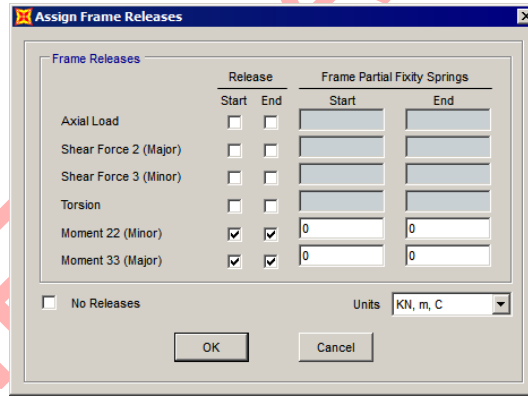 Assign Frame Releases
Frame Releases
Release Frame Partial Fixity Springs
Start End Start End
Axial Load
Shear Force 2 (Major)
Shear Force 3 (Minor)
Torsion
Moment 22 (Minor) 0 0
Moment 33 (Major) 0 0
No Releases Units KN, m, C
OK Cancel